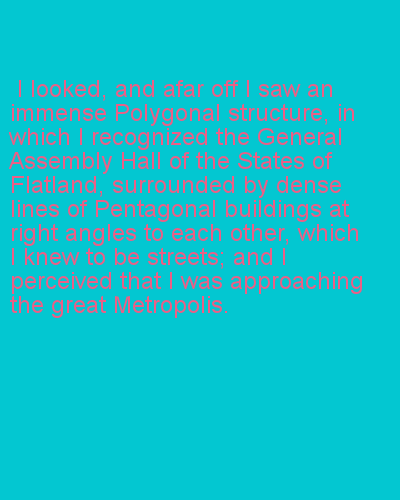 I looked, and afar off I saw an
immense Polygonal structure, in
which I recognized the General
Assembly Hall of the States of
Flatland, surrounded by dense
lines of Pentagonal buildings at
right angles to each other, which
I knew to be streets; and I
perceived that I was approaching
the great Metropolis.